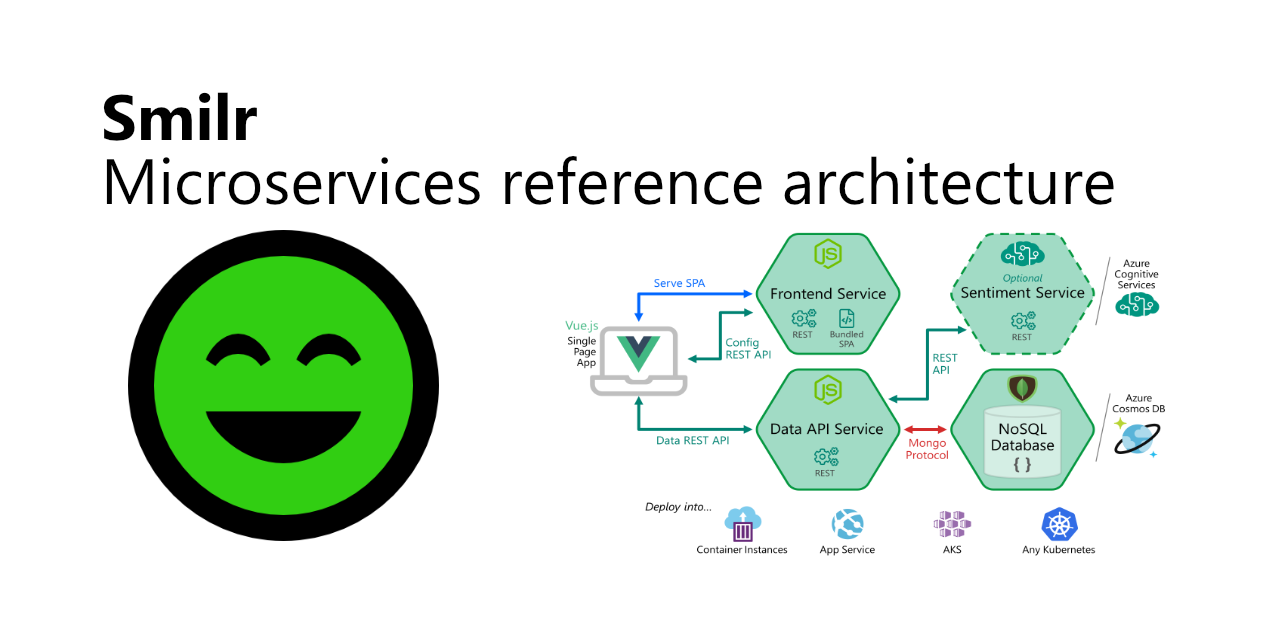 Smilr
Microservices reference architecture
Serve SPA
Vue.js
Single
Page
App
Config
REST API
Data REST API
JS
Frontend Service
REST
Bundled
SPA
Optional
Sentiment Service
REST
Azure
Cognitive
Services
REST
API
JS
Data API Service
REST
Mongo
Protocol
NoSQL
Database
{ }
Azure
Cosmos DB
Deploy into...
Container Instances
App Service
AKS
Any Kubernetes